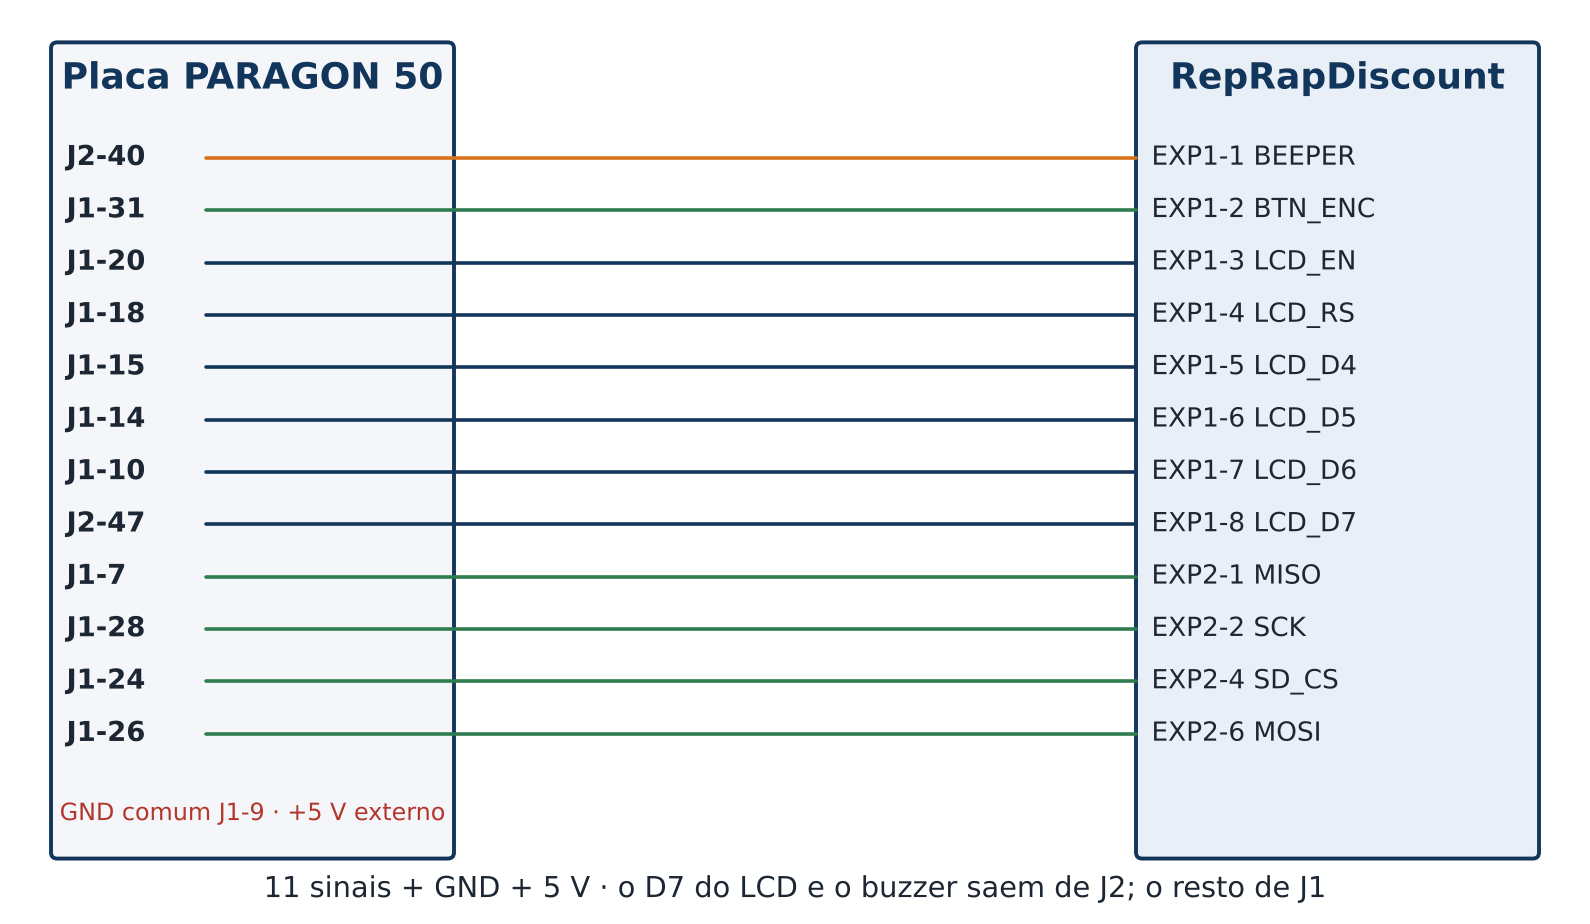 Placa PARAGON 50
RepRapDiscount
J2-40 EXP1-1 BEEPER
J1-31 EXP1-2 BTN_ENC
J1-20 EXP1-3 LCD_EN
J1-18 EXP1-4 LCD_RS
J1-15 EXP1-5 LCD_D4
J1-14 EXP1-6 LCD_D5
J1-10 EXP1-7 LCD_D6
J2-47 EXP1-8 LCD_D7
J1-7 EXP2-1 MISO
J1-28 EXP2-2 SCK
J1-24 EXP2-4 SD_CS
J1-26 EXP2-6 MOSI
GND comum J1-9 · +5 V externo
11 sinais + GND + 5 V · o D7 do LCD e o buzzer saem de J2; o resto de J1